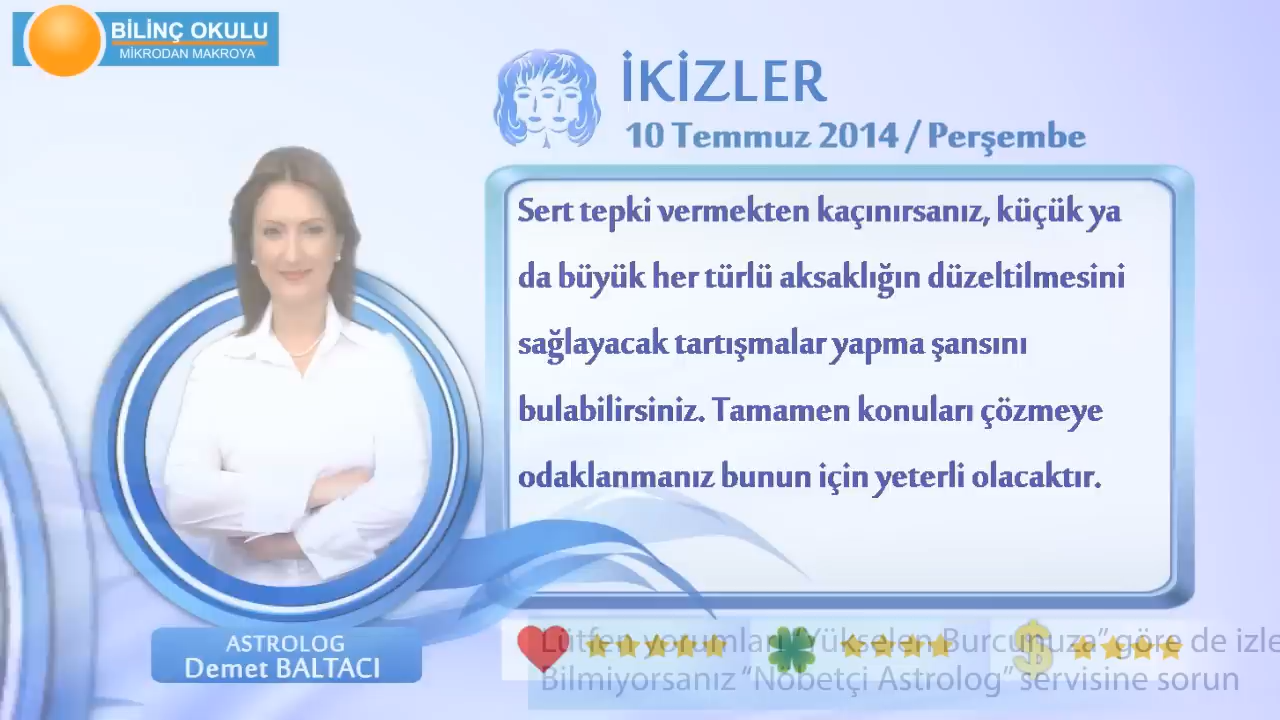 BİLİNÇ OKULU
MİKRODAN MAKROYA
İKİZLER
10 Temmuz 2014 / Perşembe
Sert tepki vermekten kaçınırsanız, küçük ya
da büyük her türlü aksaklığın düzeltilmesini
sağlayacak tartışmalar yapma şansını
bulabilirsiniz. Tamamen konuları çözmeye
odaklanmanız bunun için yeterli olacaktır.
ASTROLOG
Demet BALTACI
Lütfen yorumları "Yükselen Burcunuza" göre de izle
Bilmiyorsanız "Nöbetçi Astrolog" servisine sorun